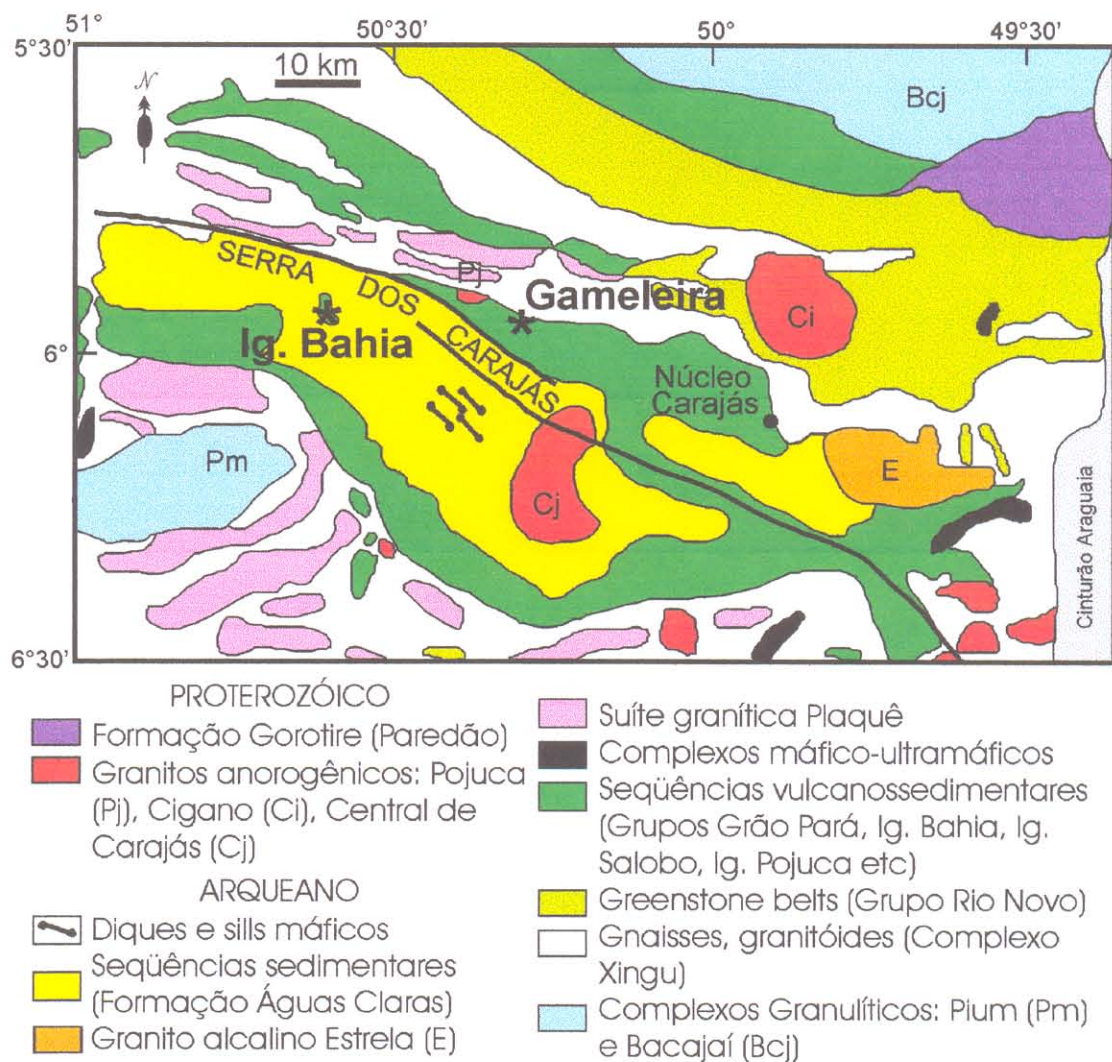 51°
50°30'
50°
49°30'
5°30'
10 km
N
Bcj
SERRA DOS CARAJÁS
Pj
Gameleira
Ci
Ig. Bahia
6°
Núcleo
Carajás
Pm
E
Cj
Cinturão Araguaia
6°30'
PROTEROZÓICO
Formação Gorotire (Paredão)
Granitos anorogênicos: Pojuca
(Pj), Cigano (Ci), Central de
Carajás (Cj)
ARQUEANO
Diques e sills máficos
Seqüências sedimentares
(Formação Águas Claras)
Granito alcalino Estrela (E)
Suíte granítica Plaquê
Complexos máfico-ultramáficos
Seqüências vulcanossedimentares
(Grupos Grão Pará, Ig. Bahia, Ig.
Salobo, Ig. Pojuca etc)
Greenstone belts (Grupo Rio Novo)
Gnaisses, granitóides (Complexo
Xingu)
Complexos Granulíticos: Pium (Pm)
e Bacajaí (Bcj)